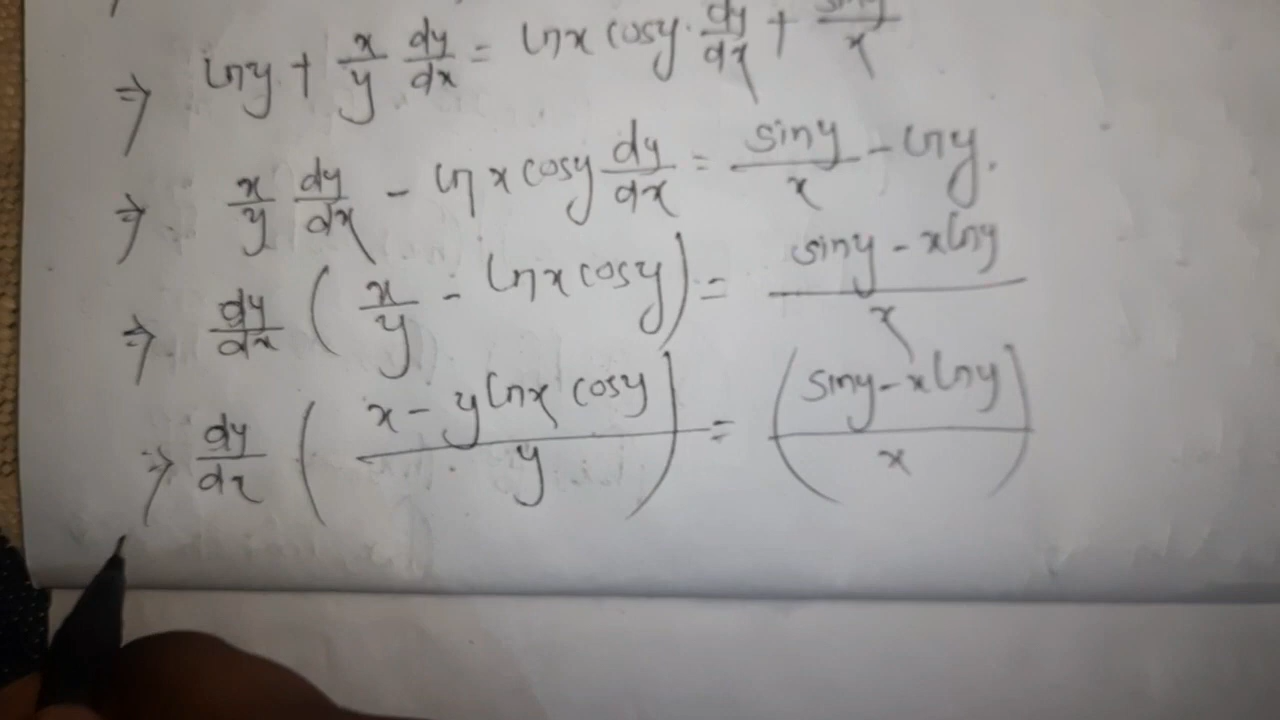 ⇒ lny + x/y dy/dx = lnx cosy. dy/dx + siny/x
⇒ x/y dy/dx - lnx cosy dy/dx = siny/x - lny.
⇒ dy/dx ( x/y - lnx cosy ) = siny - xlny / x
⇒ dy/dx ( x - ylnx cosy / y ) = ( siny - xlny / x )